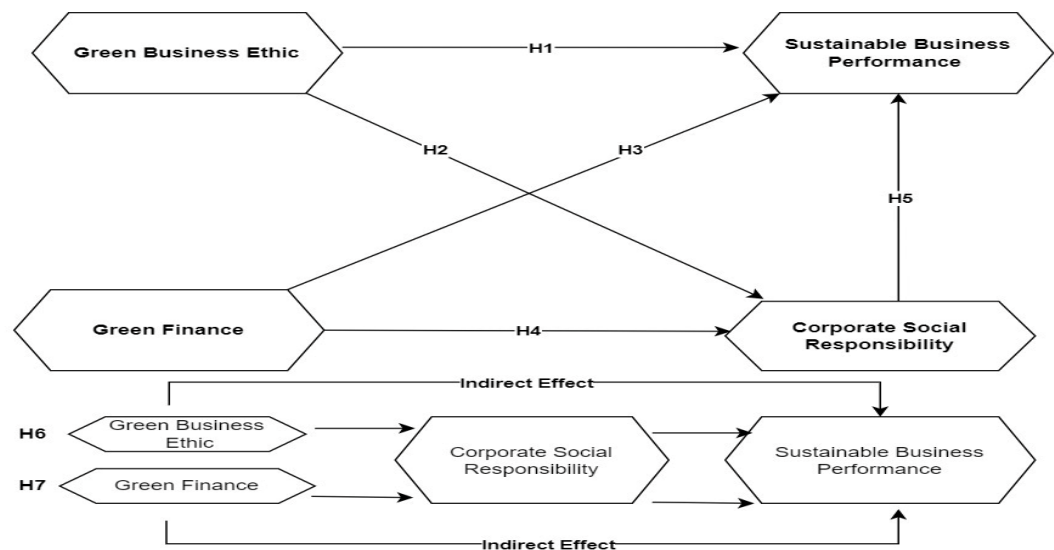 Green Business Ethic
H1
Sustainable Business
Performance
H2
H3
H5
Green Finance
H4
Corporate Social
Responsibility
Indirect Effect
H6
Green Business
Ethic
Corporate Social
Responsibility
Sustainable Business
Performance
H7
Green Finance
Indirect Effect